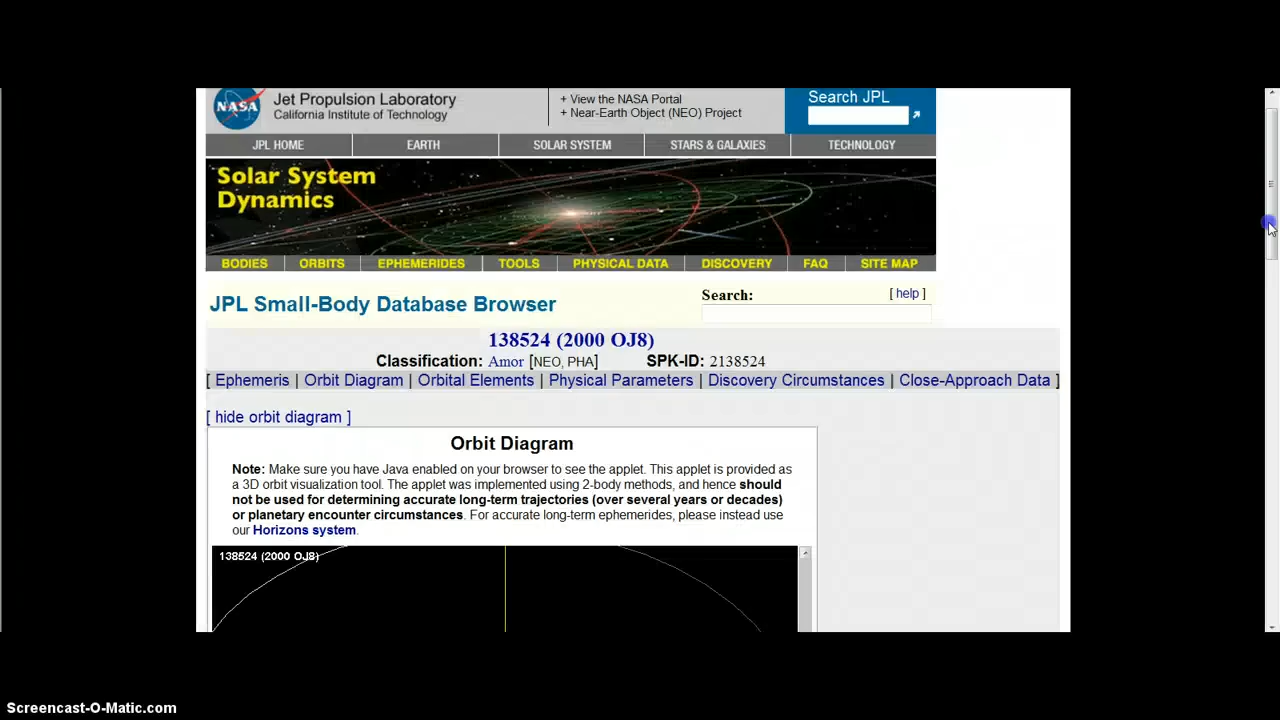 NASA
Jet Propulsion Laboratory
California Institute of Technology
+ View the NASA Portal
+ Near-Earth Object (NEO) Project
Search JPL
JPL HOME EARTH SOLAR SYSTEM STARS & GALAXIES TECHNOLOGY
Solar System
Dynamics
BODIES ORBITS EPHEMERIDES TOOLS PHYSICAL DATA DISCOVERY FAQ SITE MAP
JPL Small-Body Database Browser
Search: [ help ]
138524 (2000 OJ8)
Classification: Amor [NEO, PHA] SPK-ID: 2138524
[ Ephemeris | Orbit Diagram | Orbital Elements | Physical Parameters | Discovery Circumstances | Close-Approach Data ]
[ hide orbit diagram ]
Orbit Diagram
Note: Make sure you have Java enabled on your browser to see the applet. This applet is provided as
a 3D orbit visualization tool. The applet was implemented using 2-body methods, and hence should
not be used for determining accurate long-term trajectories (over several years or decades)
or planetary encounter circumstances. For accurate long-term ephemerides, please instead use
our Horizons system.
138524 (2000 OJ8)
Screencast-O-Matic.com